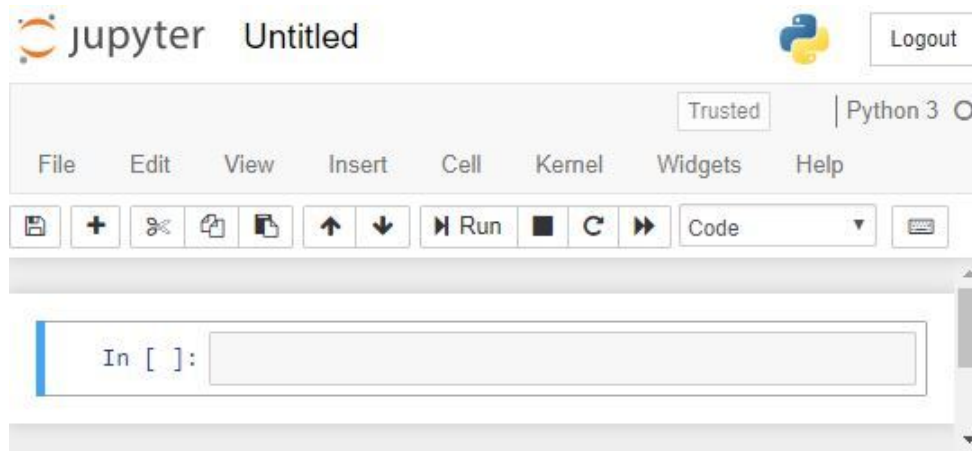 jupyter Untitled
Logout
Trusted
Python 3
File Edit View Insert Cell Kernel Widgets Help
Run Code
In [ ]: